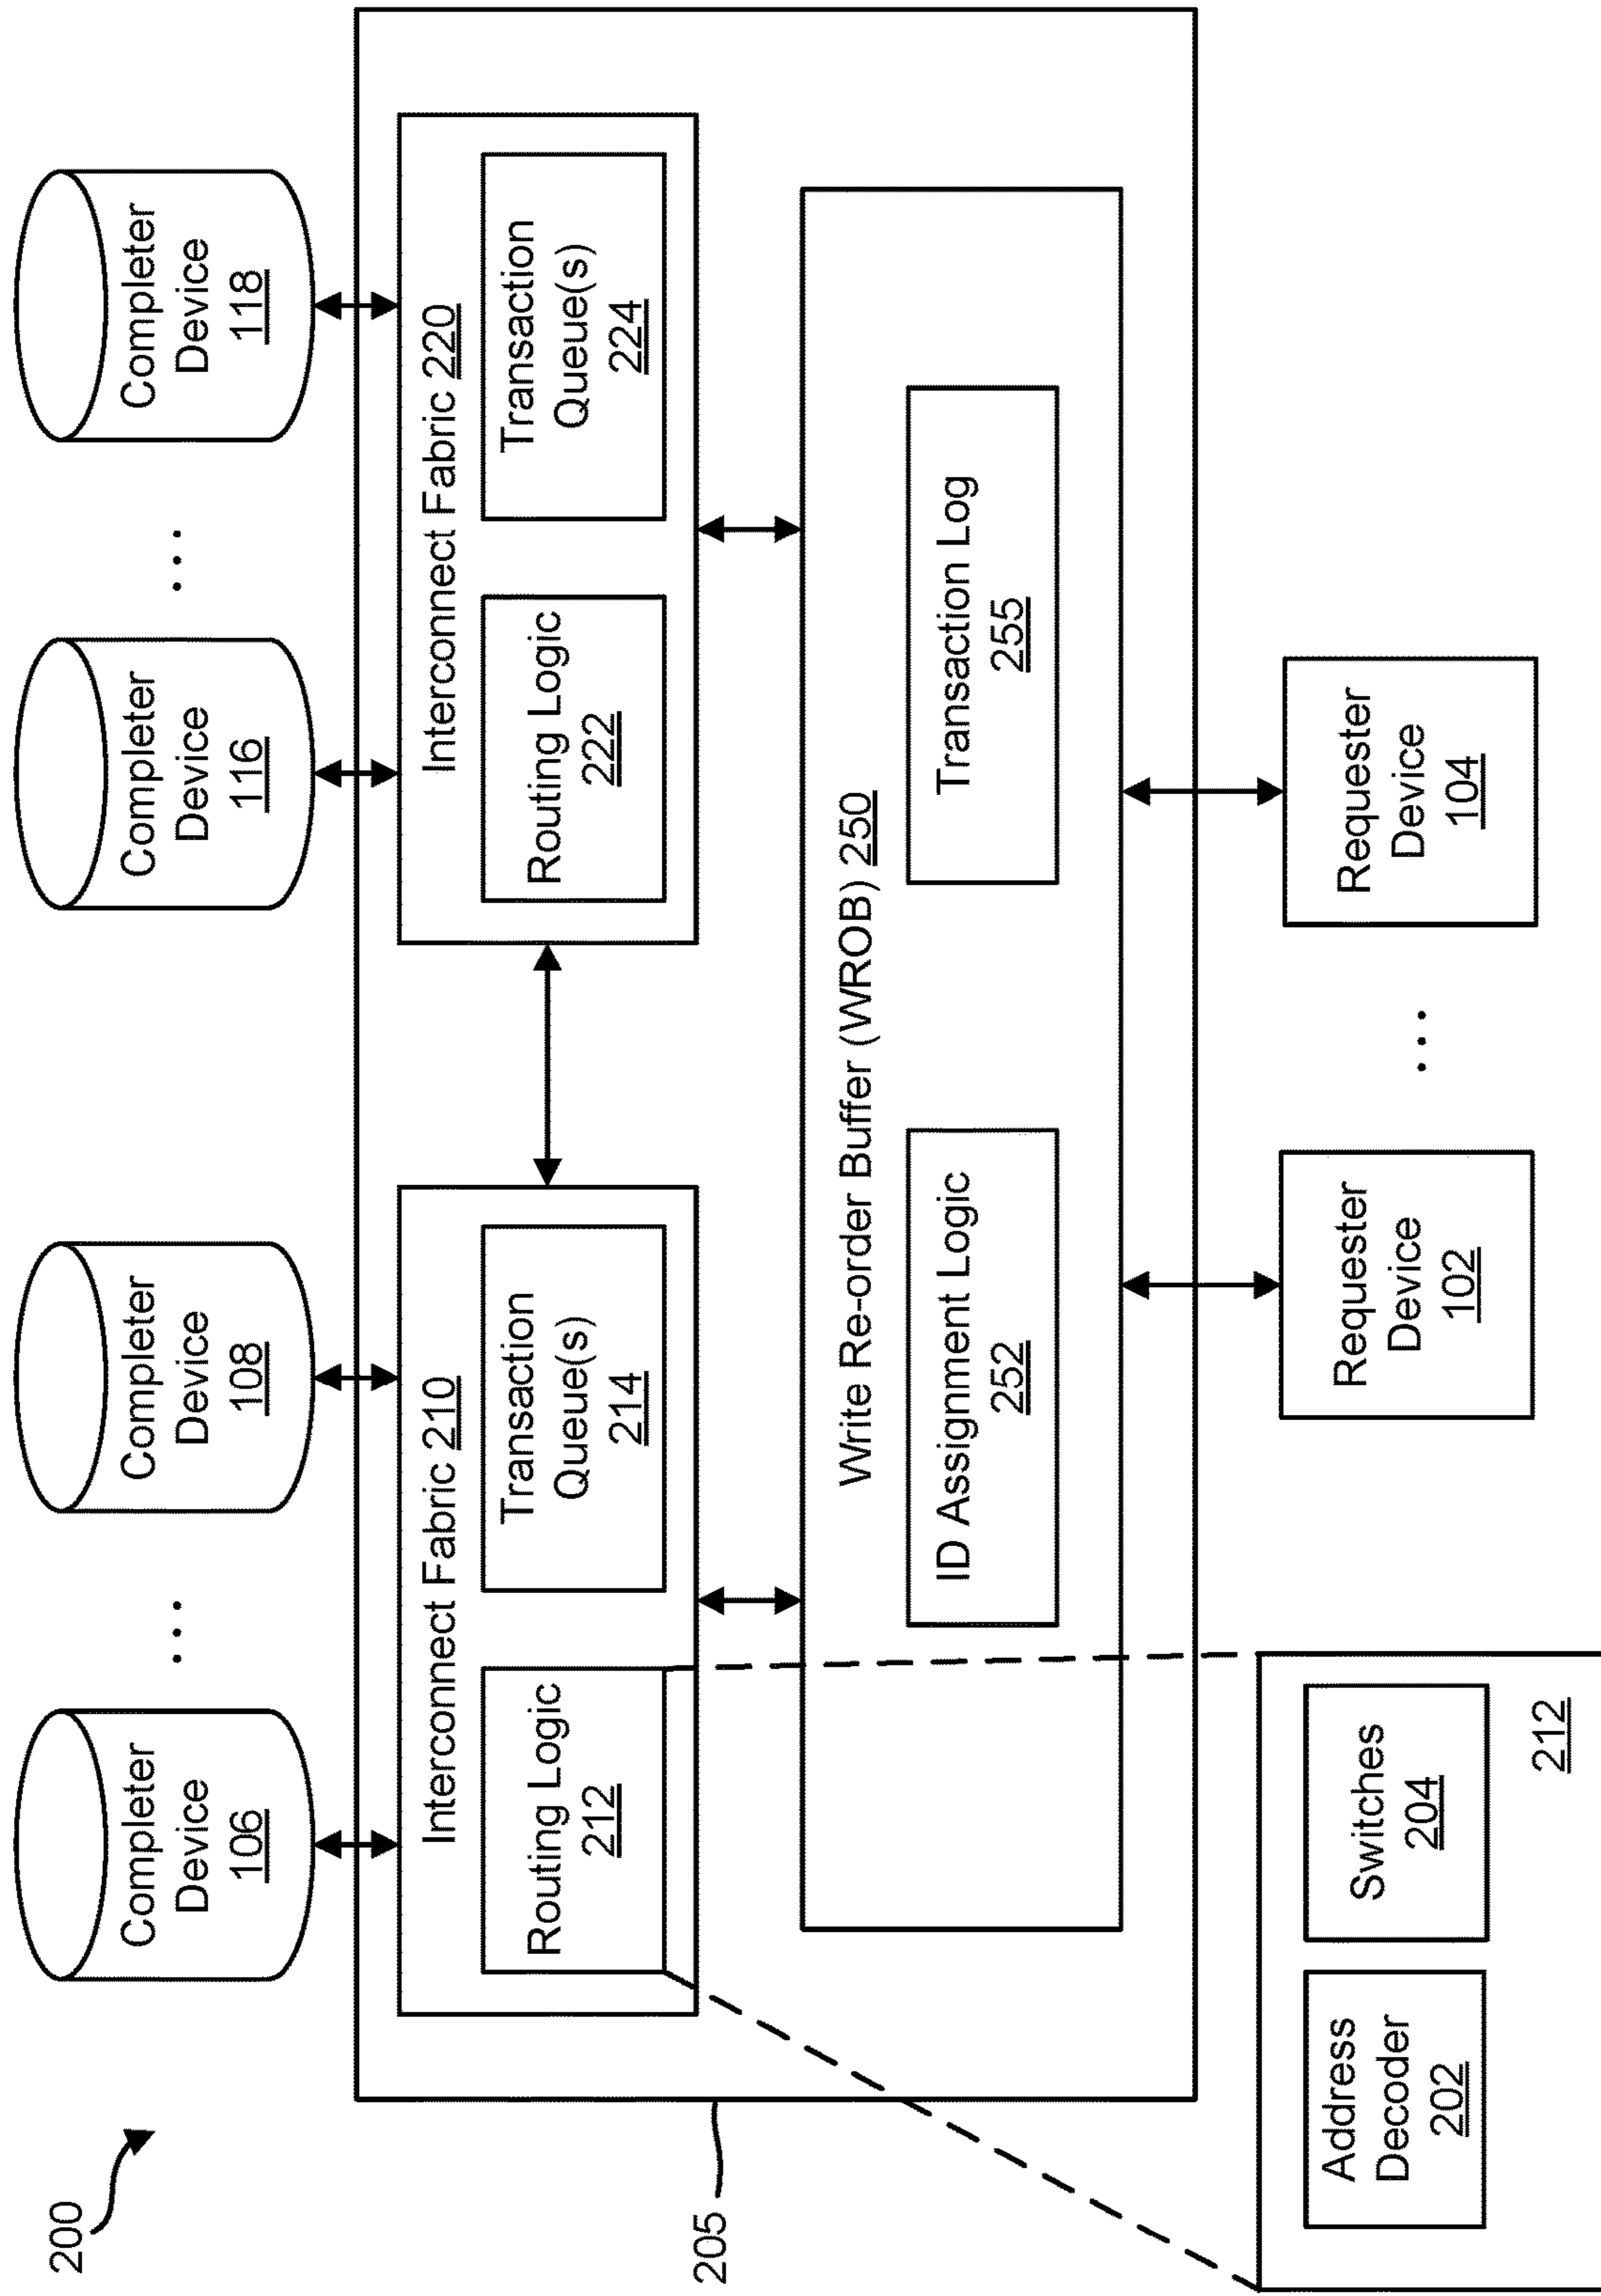 200
Completer
Device
106
...
Completer
Device
108
Completer
Device
116
...
Completer
Device
118
205
Interconnect Fabric 210
Routing Logic
212
Transaction
Queue(s)
214
Interconnect Fabric 220
Routing Logic
222
Transaction
Queue(s)
224
Write Re-order Buffer (WROB) 250
ID Assignment Logic
252
Transaction Log
255
Address
Decoder
202
Switches
204
212
Requester
Device
102
...
Requester
Device
104